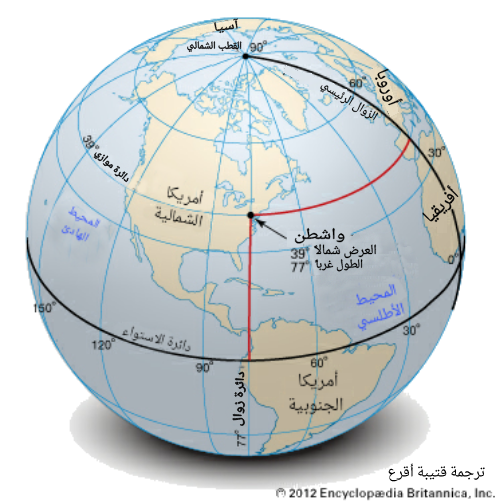 آسيا
القطب الشمالي
90°
60°
أوروبا
الزوال الرئيسي
39°
دائرة موازي
30°
أفريقيا
أمريكا
الشمالية
المحيط
الهادئ
واشطن
39° العرض شمالا
77° الطول غربا
0°
المحيط
الأطلسي
150°
120°
دائرة الاستواء
90°
60°
30°
دائرة زوال
77°
أمريكا
الجنوبية
ترجمة قتيبة أقرع
© 2012 Encyclopædia Britannica, Inc.